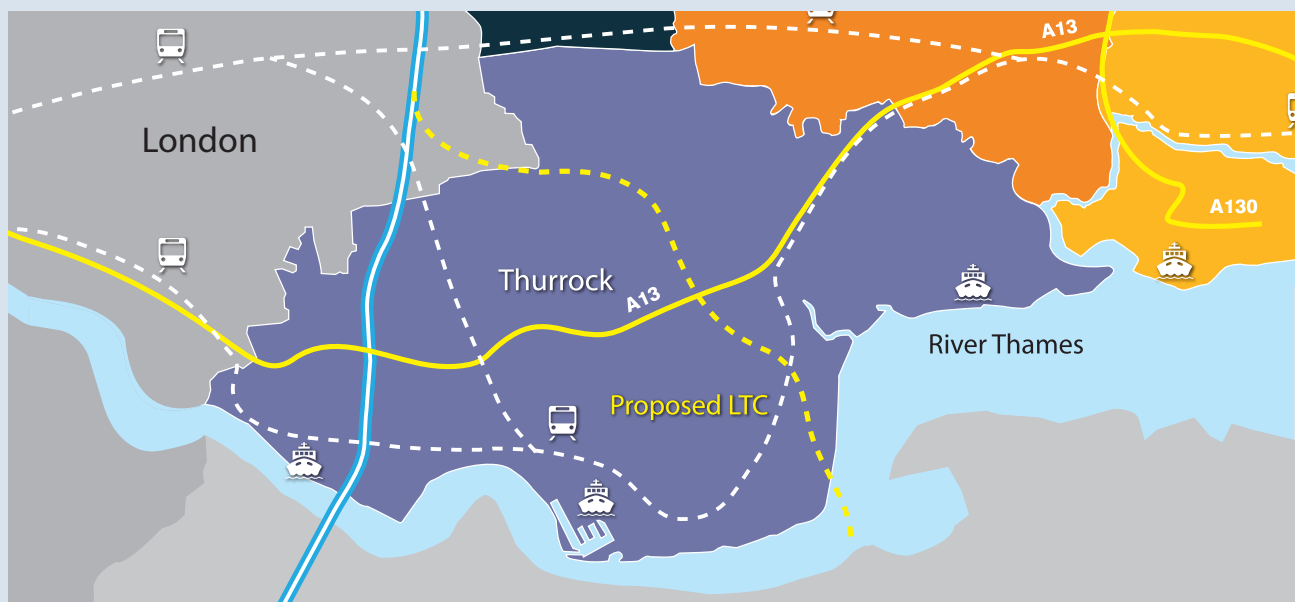 A13
London
A130
Thurrock
A13
River Thames
Proposed LTC